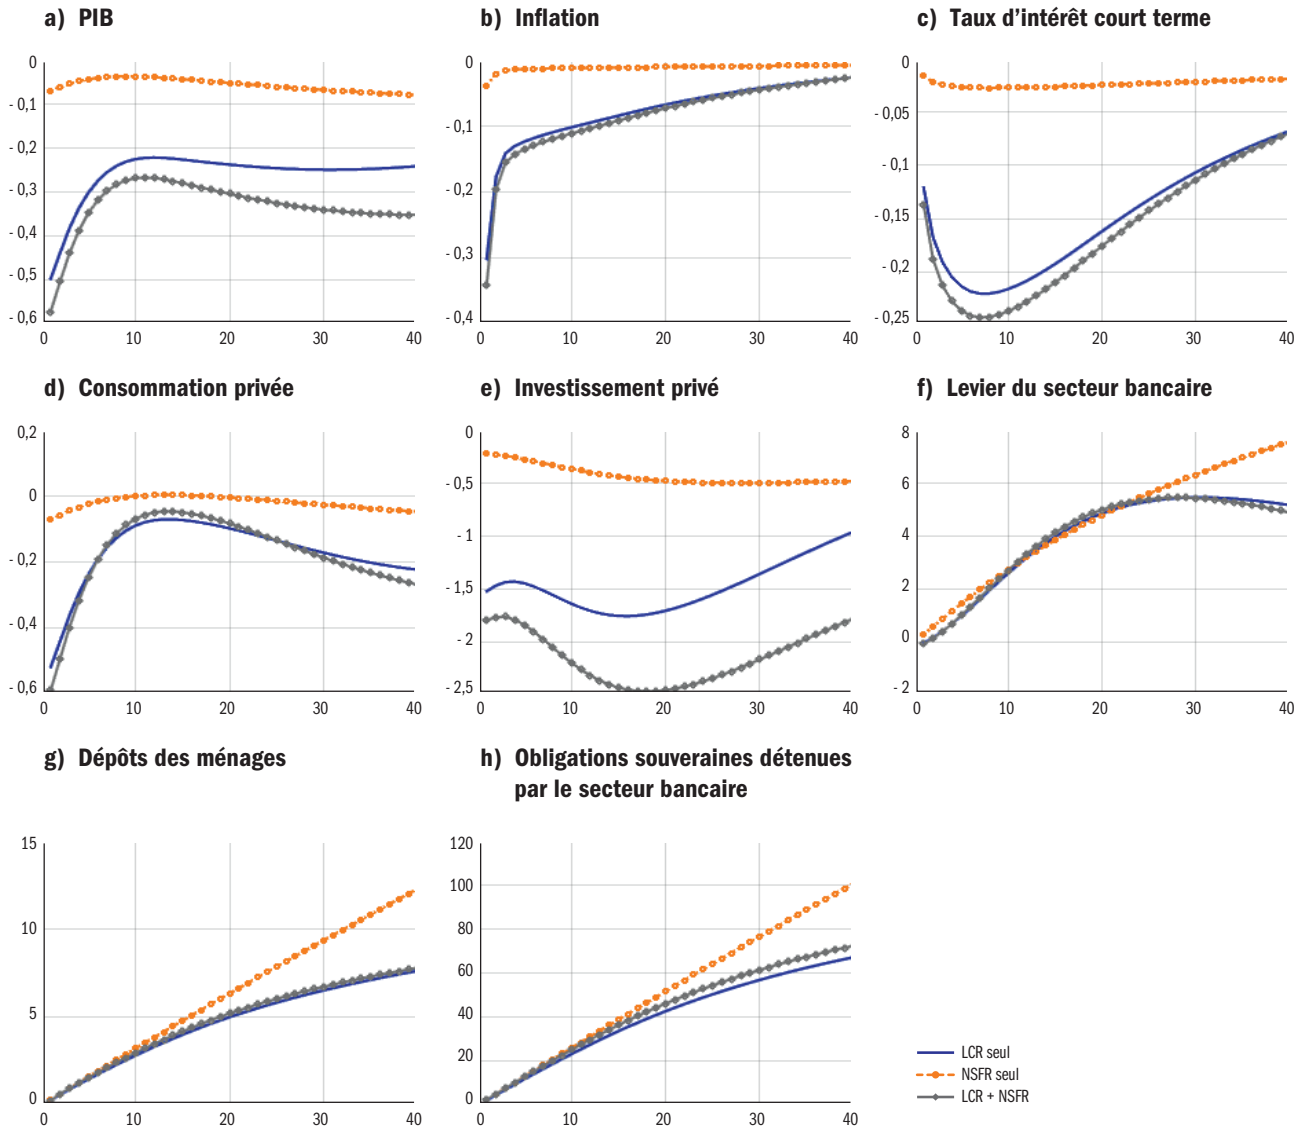 a) PIB
0
- 0,1
- 0,2
- 0,3
- 0,4
- 0,5
- 0,6
0 10 20 30 40
b) Inflation
0
- 0,1
- 0,2
- 0,3
- 0,4
0 10 20 30 40
c) Taux d’intérêt court terme
0
- 0,05
- 0,1
- 0,15
- 0,2
- 0,25
0 10 20 30 40
d) Consommation privée
0,2
0
- 0,2
- 0,4
- 0,6
0 10 20 30 40
e) Investissement privé
0
- 0,5
- 1
- 1,5
- 2
- 2,5
0 10 20 30 40
f) Levier du secteur bancaire
8
6
4
2
0
- 2
0 10 20 30 40
g) Dépôts des ménages
15
10
5
0
0 10 20 30 40
h) Obligations souveraines détenues
par le secteur bancaire
120
100
80
60
40
20
0
0 10 20 30 40
LCR seul
NSFR seul
LCR + NSFR